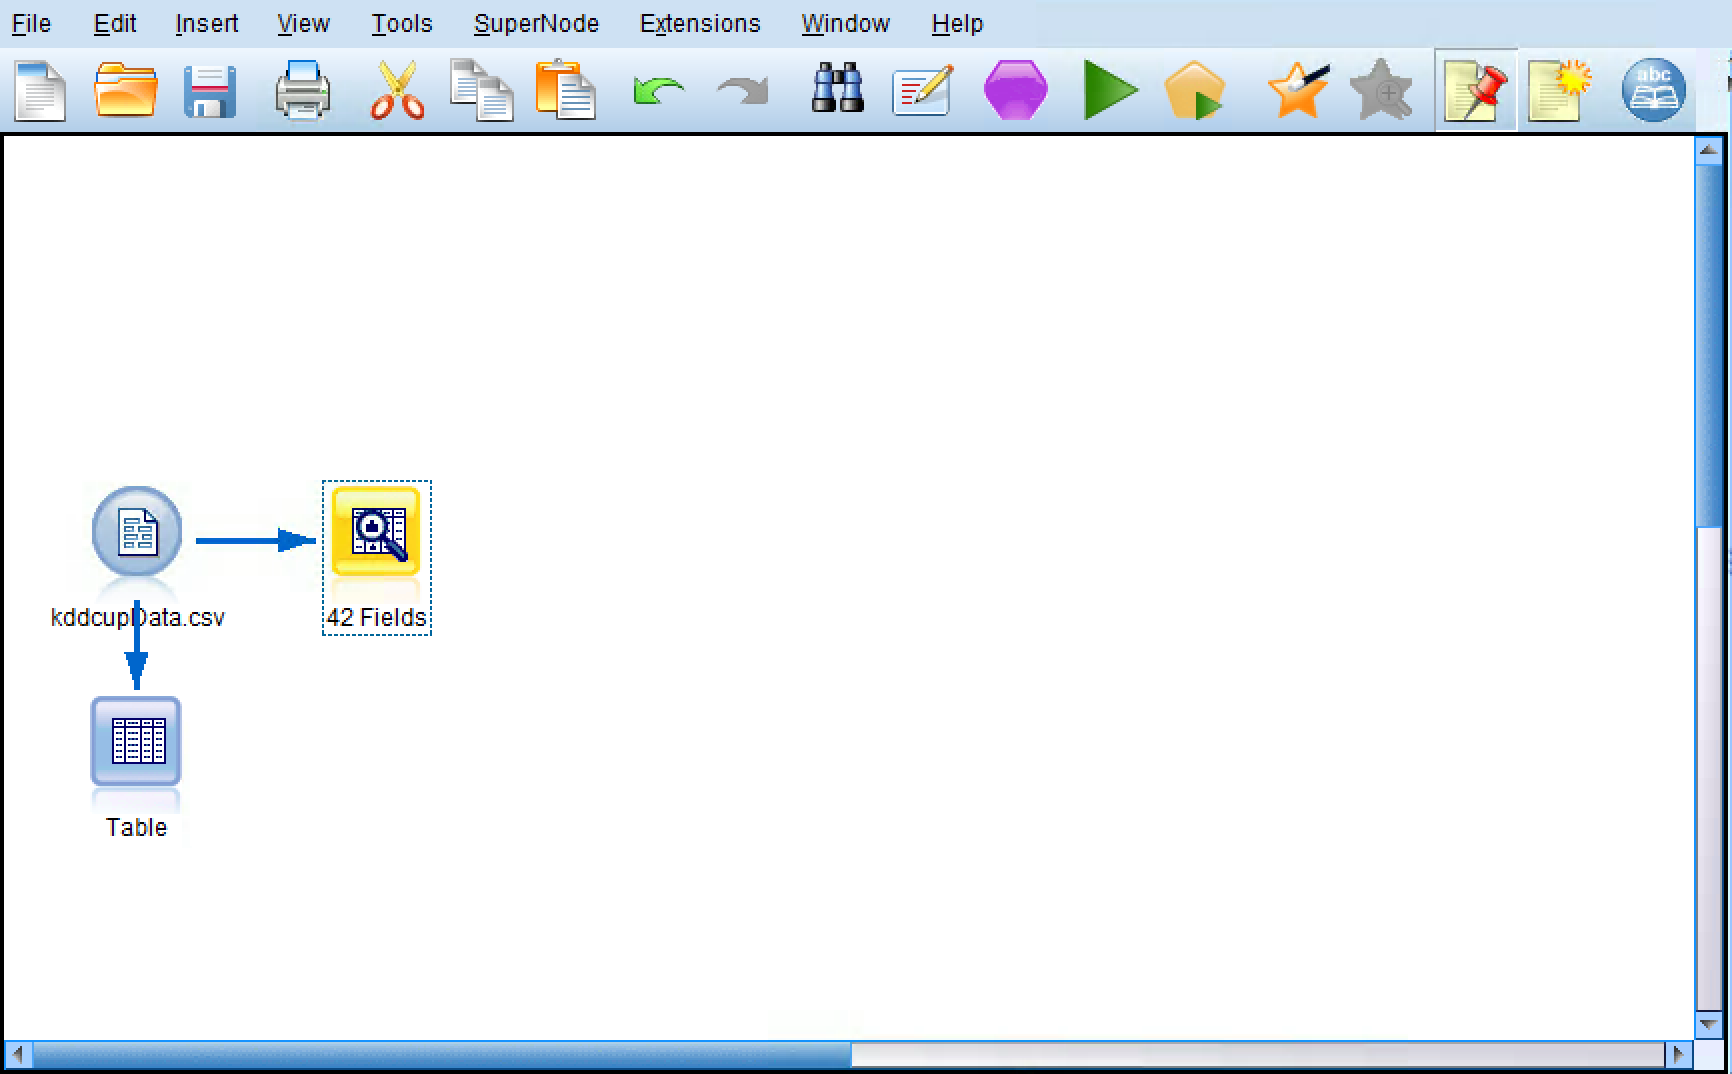 File Edit Insert View Tools SuperNode Extensions Window Help
abc
kddcupData.csv
42 Fields
Table